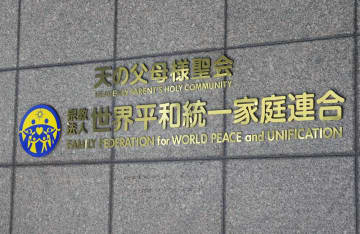 天の父母様聖会
HEAVENLY PARENT'S HOLY COMMUNITY
宗教法人 世界平和統一家庭連合
FAMILY FEDERATION for WORLD PEACE and UNIFICATION